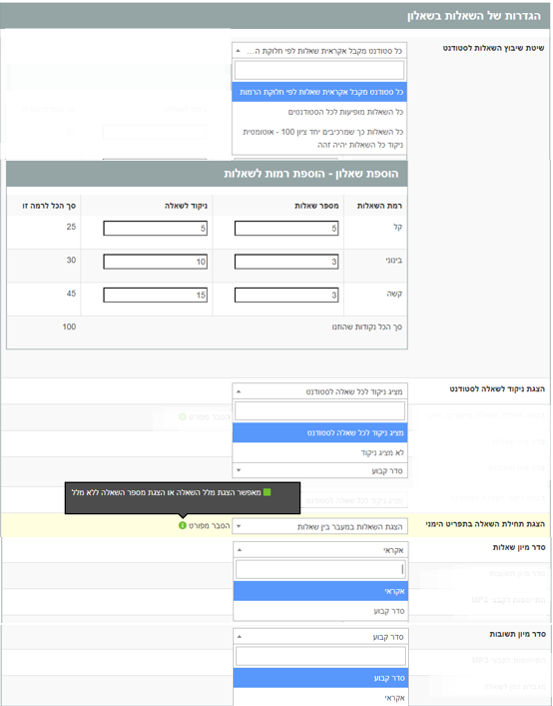 הגדרות של השאלות בשאלון
שיטת שיבוץ השאלות לסטודנט
כל סטודנט מקבל אקראית שאלות לפי חלוקת ה...
כל סטודנט מקבל אקראית שאלות לפי חלוקת הרמות
כל השאלות מופיעות לכל הסטודנטים
כל השאלות כך שמרכיבים יחד ציון 100 - אוטומטית
ניקוד כל השאלות יהיה זהה
הוספת שאלון - הוספת רמות לשאלות
רמת השאלות מספר שאלות ניקוד לשאלה סך הכל לרמה זו
קל 5 5 25
בינוני 3 10 30
קשה 3 15 45
סך הכל נקודות שהוזנו 100
הצגת ניקוד לשאלה לסטודנט
מציג ניקוד לכל שאלה לסטודנט
מציג ניקוד לכל שאלה לסטודנט
לא מציג ניקוד
סדר קבוע
מאפשר הצגת מלל השאלה או הצגת מספר השאלה ללא מלל
הצגת תחילת השאלה בתפריט הימני
הצגת השאלות במעבר בין שאלות
הסבר מפורט
סדר מיון שאלות
אקראי
אקראי
סדר קבוע
סדר מיון תשובות
סדר קבוע
סדר קבוע
אקראי